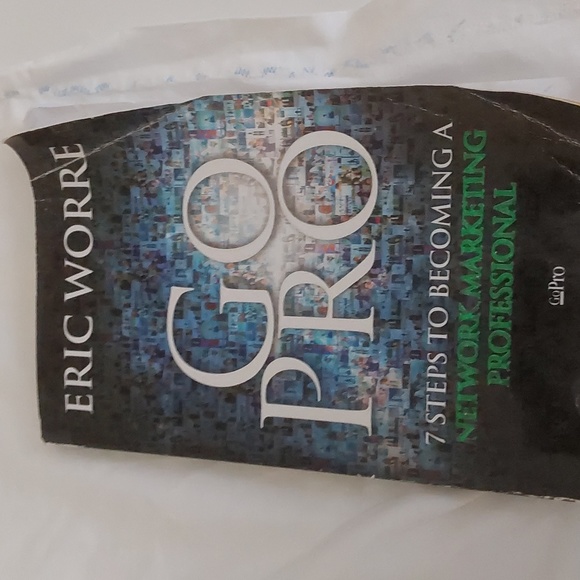 ERIC WORRE
GO
PRO
7 STEPS TO BECOMING A
NETWORK MARKETING
PROFESSIONAL
GoPro